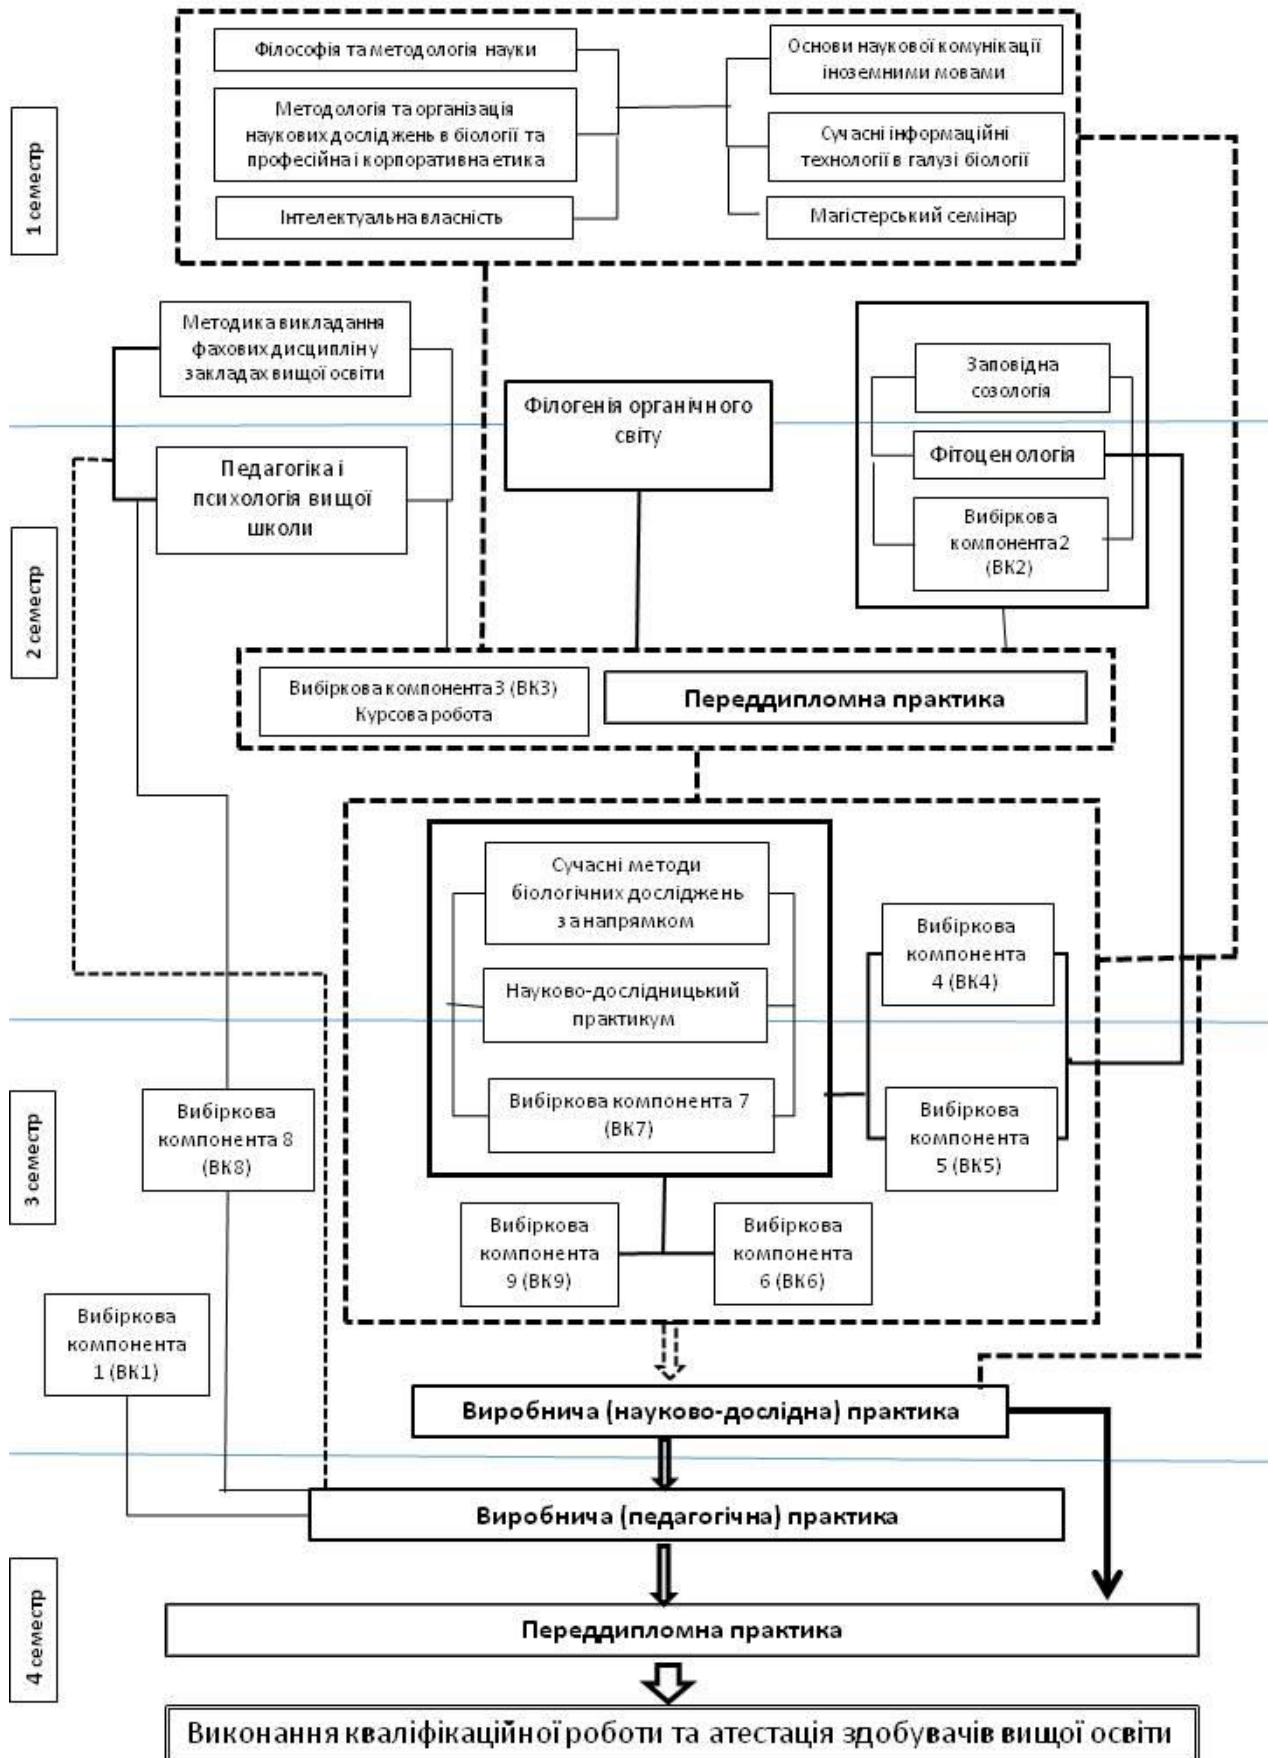 1 семестр
Філософія та методологія науки
Методологія та організація
наукових досліджень в біології та
професійна і корпоративна етика
Інтелектуальна власність
Основи наукової комунікації
іноземними мовами
Сучасні інформаційні
технології в галузі біології
Магістерський семінар
Методика викладання
фахових дисциплін у
закладах вищої освіти
Філогенія органічного
світу
Заповідна
созологія
Фітоценологія
Вибіркова
компонента 2
(ВК2)
2 семестр
Педагогіка і
психологія вищої
школи
Вибіркова компонента 3 (ВК3)
Курсова робота
Переддипломна практика
Сучасні методи
біологічних досліджень
за напрямком
Науково-дослідницький
практикум
Вибіркова компонента 7
(ВК7)
Вибіркова
компонента
4 (ВК4)
Вибіркова
компонента
5 (ВК5)
3 семестр
Вибіркова
компонента 8
(ВК8)
Вибіркова
компонента
9 (ВК9)
Вибіркова
компонента
6 (ВК6)
Вибіркова
компонента
1 (ВК1)
Виробнича (науково-дослідна) практика
Виробнича (педагогічна) практика
4 семестр
Переддипломна практика
Виконання кваліфікаційної роботи та атестація здобувачів вищої освіти